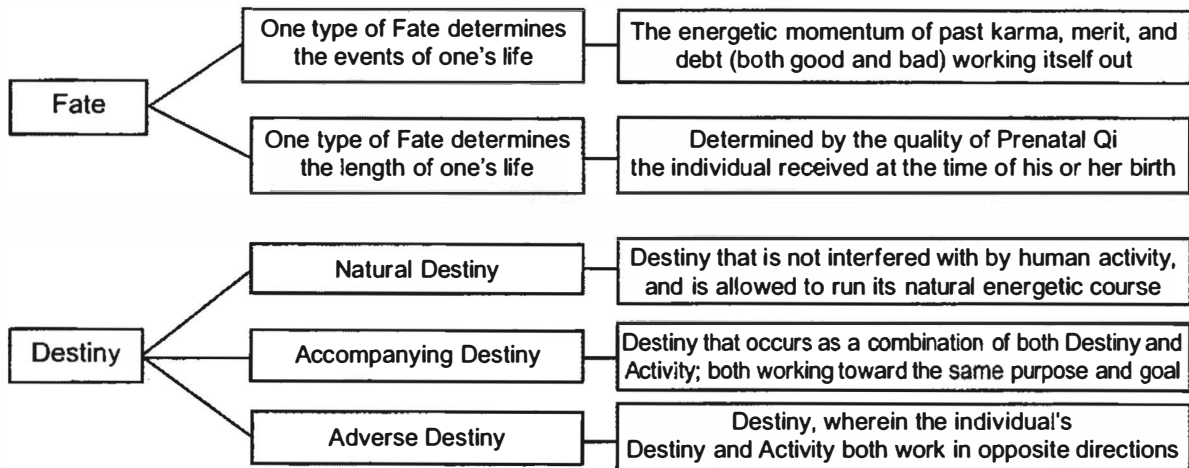 One type of Fate determines
the events of one's life
The energetic momentum of past karma, merit, and
debt (both good and bad) working itself out
Fate
One type of Fate determines
the length of one's life
Determined by the quality of Prenatal Qi
the individual received at the time of his or her birth
Natural Destiny
Destiny that is not interfered with by human activity,
and is allowed to run its natural energetic course
Destiny
Accompanying Destiny
Destiny that occurs as a combination of both Destiny and
Activity; both working toward the same purpose and goal
Adverse Destiny
Destiny, wherein the individual's
Destiny and Activity both work in opposite directions